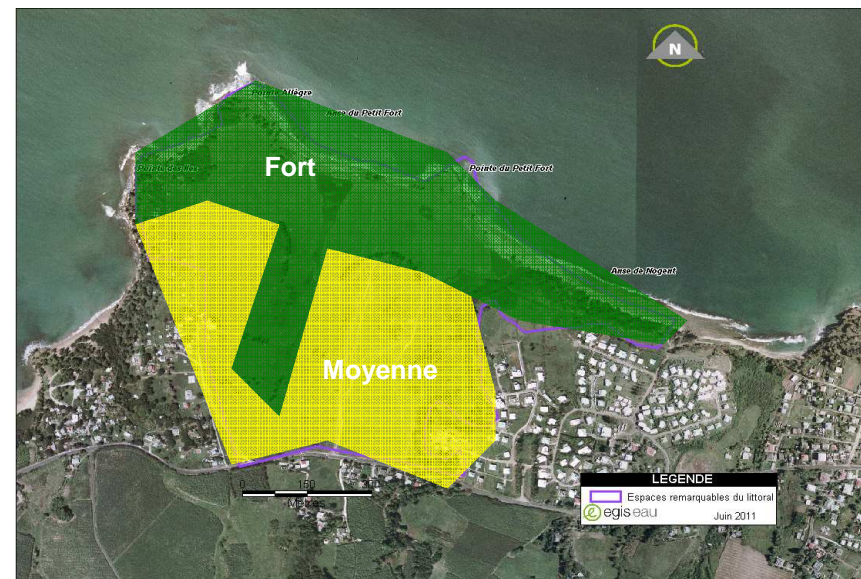 N
Pointe Allègre
Anse du Petit Fort
Fort
Pointe du Petit Fort
Anse de Nogent
Moyenne
0 150 300
Mètres
LEGENDE
Espaces remarquables du littoral
egis eau Juin 2011